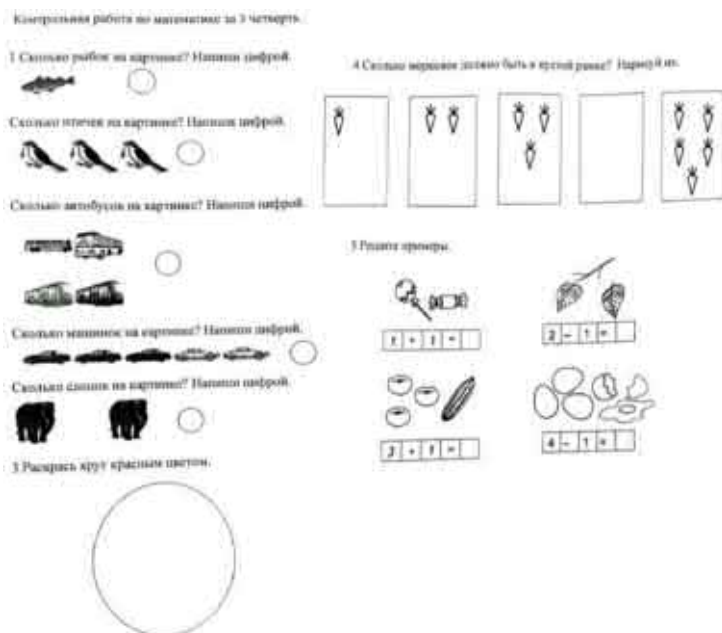 Контрольная работа по математике за 3 четверть.
1 Сколько рыбок на картинке? Напиши цифрой.
Сколько птичек на картинке? Напиши цифрой.
Сколько автобусов на картинке? Напиши цифрой.
Сколько машинок на картинке? Напиши цифрой.
Сколько слонов на картинке? Напиши цифрой.
3 Раскрась круг красным цветом.
4 Сколько морковок должно быть в пустой рамке? Нарисуй их.
5 Решите примеры.
1 + 1 =
2 - 1 =
3 + 1 =
4 - 1 =